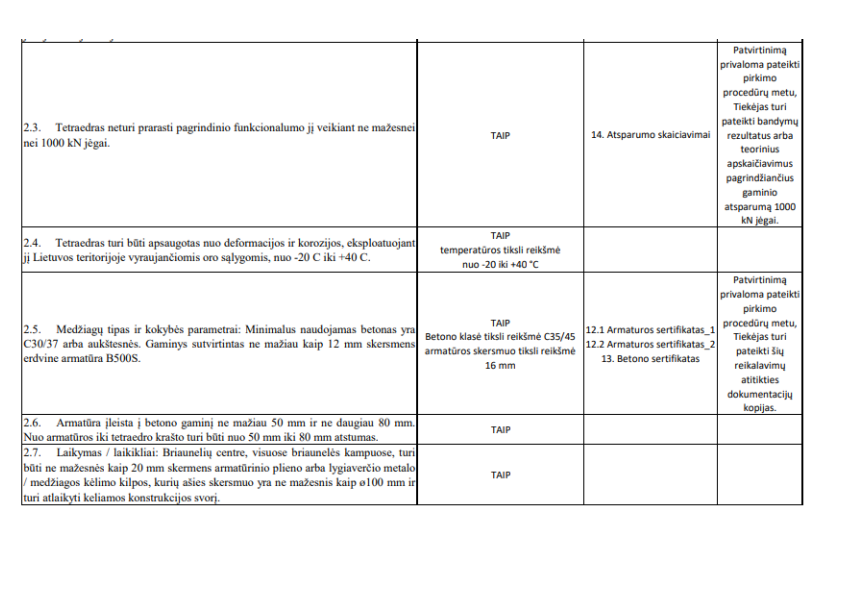 2.3. Tetraedras neturi prarasti pagrindinio funkcionalumo jį veikiant ne mažesnei
nei 1000 kN jėgai.
TAIP
14. Atsparumo skaiciavimai
Patvirtinimą
privaloma pateikti
pirkimo
procedūrų metu,
Tiekėjas turi
pateikti bandymų
rezultatus arba
teorinius
apskaičiavimus
pagrindžiančius
gaminio
atsparumą 1000
kN jėgai.
2.4. Tetraedras turi būti apsaugotas nuo deformacijos ir korozijos, eksploatuojant
jį Lietuvos teritorijoje vyraujančiomis oro sąlygomis, nuo -20 C iki +40 C.
TAIP
temperatūros tiksli reikšmė
nuo -20 iki +40 °C
2.5. Medžiagų tipas ir kokybės parametrai: Minimalus naudojamas betonas yra
C30/37 arba aukštesnės. Gaminys sutvirtintas ne mažiau kaip 12 mm skersmens
erdvine armatūra B500S.
TAIP
Betono klasė tiksli reikšmė C35/45
armatūros skersmuo tiksli reikšmė
16 mm
12.1 Armaturos sertifikatas_1
12.2 Armaturos sertifikatas_2
13. Betono sertifikatas
Patvirtinimą
privaloma pateikti
pirkimo
procedūrų metu,
Tiekėjas turi
pateikti šių
reikalavimų
atitikties
dokumentacijų
kopijas.
2.6. Armatūra įleista į betono gaminį ne mažiau 50 mm ir ne daugiau 80 mm.
Nuo armatūros iki tetraedro krašto turi būti nuo 50 mm iki 80 mm atstumas.
TAIP
2.7. Laikymas / laikikliai: Briaunelių centre, visuose briaunelės kampuose, turi
būti ne mažesnės kaip 20 mm skermens armatūrinio plieno arba lygiaverčio metalo
/ medžiagos kėlimo kilpos, kurių ašies skersmuo yra ne mažesnis kaip ø100 mm ir
turi atlaikyti keliamos konstrukcijos svorį.
TAIP